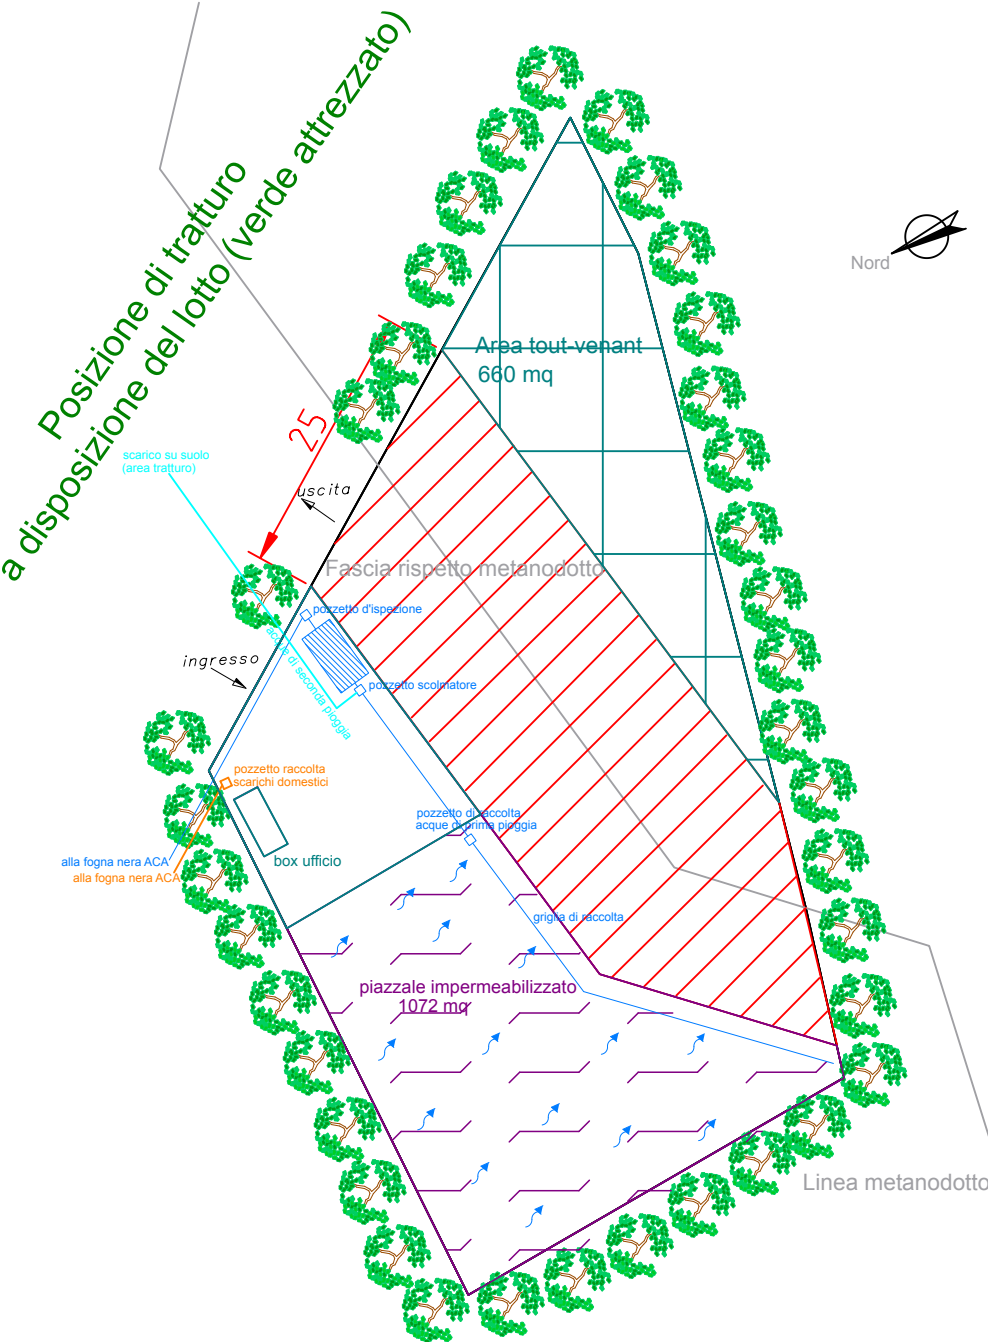 Posizione di tratturo
a disposizione del lotto (verde attrezzato)
Nord
Area tout-venant
660 mq
25
scarico su suolo
(area tratturo)
uscita
Fascia rispetto metanodotto
pozzetto d'ispezione
ingresso
acque di seconda pioggia
pozzetto scolmatore
pozzetto raccolta
scarichi domestici
pozzetto di raccolta
acque di prima pioggia
alla fogna nera ACA
alla fogna nera ACA
box ufficio
griglia di raccolta
piazzale impermeabilizzato
1072 mq
Linea metanodotto